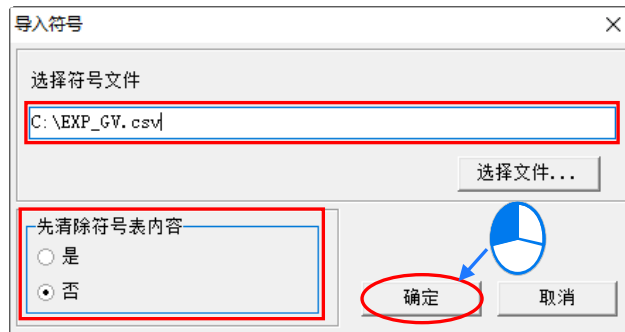 导入符号
选择符号文件
C:\EXP_GV.csv
选择文件...
先清除符号表内容
是
否
确定
取消